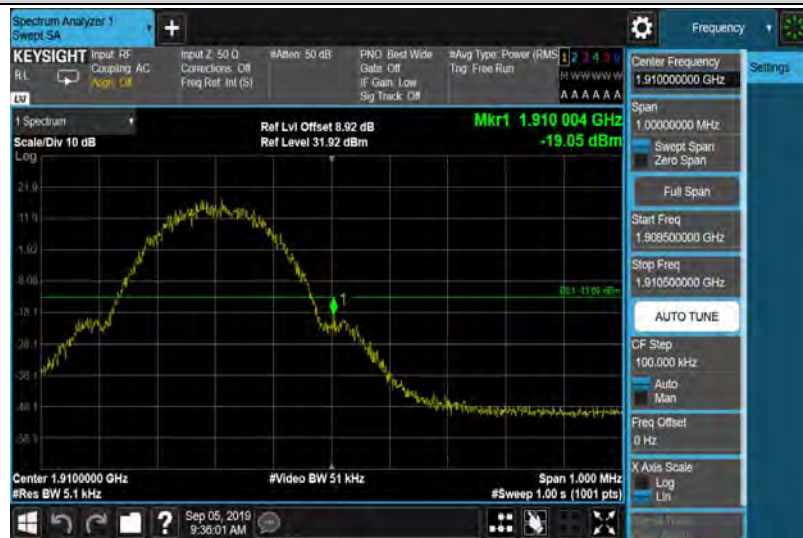 Spectrum Analyzer 1
Swept SA
+
Frequency
KEYSIGHT
RL
LXI
Input: RF
Coupling: AC
Align: Off
Input Z: 50 Ω
Corrections: Off
Freq Ref: Int (S)
#Atten: 50 dB
PNO: Best Wide
Gate: Off
IF Gain: Low
Sig Track: Off
#Avg Type: Power (RMS
Trig: Free Run
1 2 3 4 5 6
M W W W W W
A A A A A A
1 Spectrum
Scale/Div 10 dB
Log
Ref Lvl Offset 8.92 dB
Ref Level 31.92 dBm
Mkr1 1.910 004 GHz
-19.05 dBm
21.9
11.9
1.92
-8.08
DL1 -13.00 dBm
1
-18.1
-28.1
-38.1
-48.1
-58.1
Center 1.9100000 GHz
#Res BW 5.1 kHz
#Video BW 51 kHz
Span 1.000 MHz
#Sweep 1.00 s (1001 pts)
?
Sep 05, 2019
9:36:01 AM
Center Frequency
1.910000000 GHz
Settings
Span
1.00000000 MHz
Swept Span
Zero Span
Full Span
Start Freq
1.909500000 GHz
Stop Freq
1.910500000 GHz
AUTO TUNE
CF Step
100.000 kHz
Auto
Man
Freq Offset
0 Hz
X Axis Scale
Log
Lin